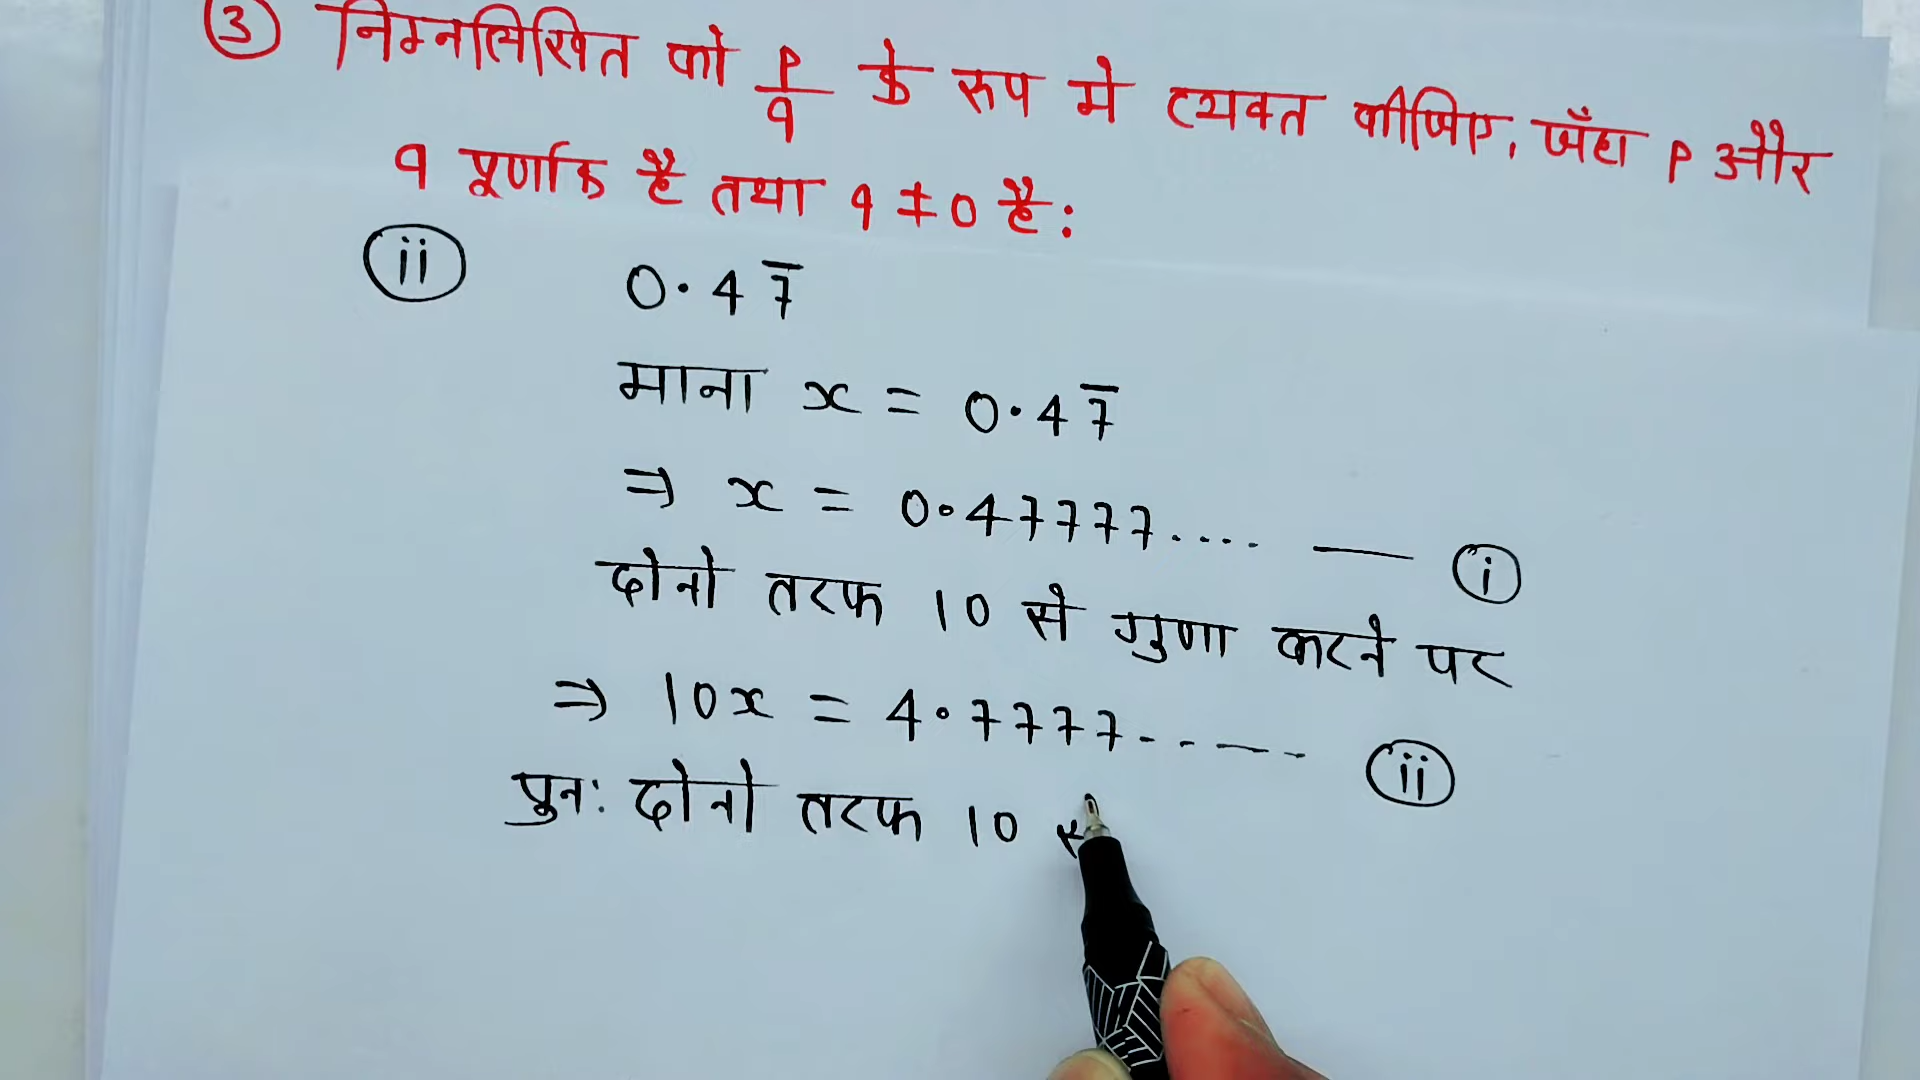 ③ निम्नलिखित को p/q के रूप मे व्यक्त कीजिए, जँहा p और
q पूर्णांक है तथा q ≠ 0 है:
ⓘⓘ 0.47̅
माना x = 0.47̅
⇒ x = 0.47777.... — ⓘ
दोनो तरफ 10 से गुणा करने पर
⇒ 10x = 4.7777----- ⓘⓘ
पुनः दोनो तरफ 10